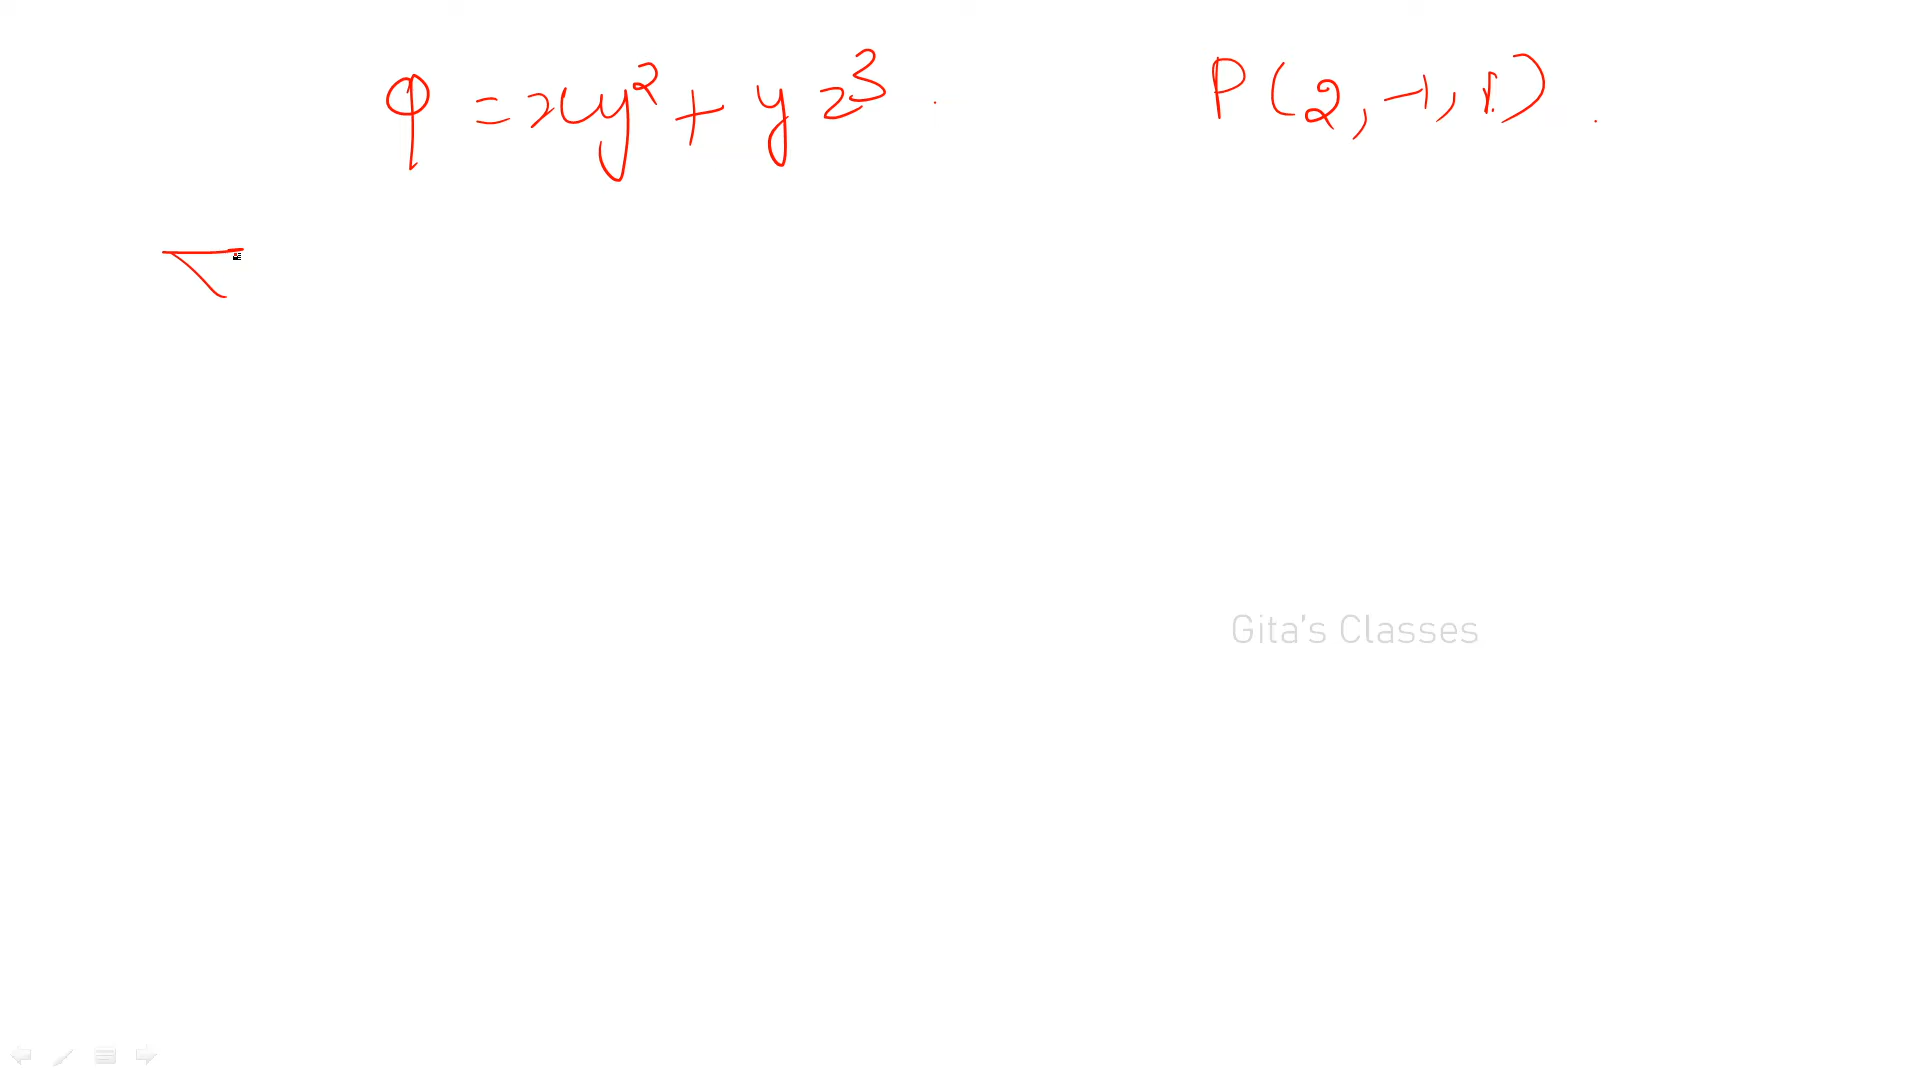 φ = xy² + yz³. P(2, -1, 1).
Gita's Classes